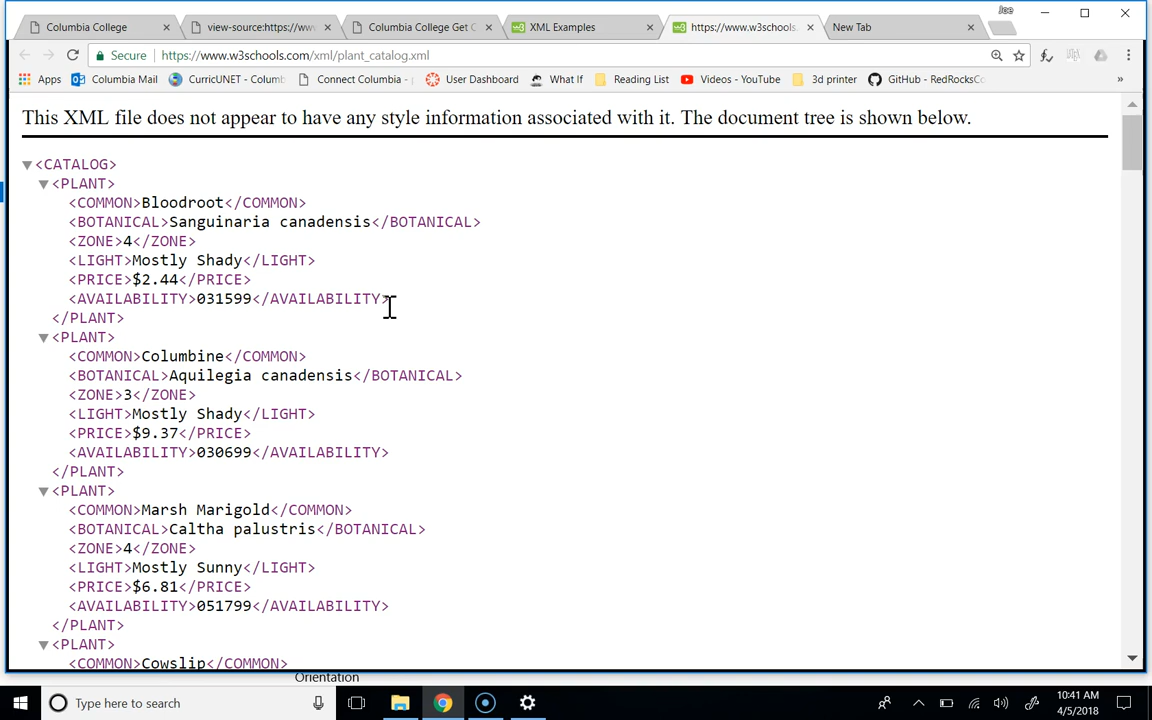 Joe
Columbia College
view-source:https://www
Columbia College Get C
XML Examples
https://www.w3schools.
New Tab
Secure https://www.w3schools.com/xml/plant_catalog.xml
Apps Columbia Mail CurricUNET - Columb Connect Columbia - User Dashboard What If Reading List Videos - YouTube 3d printer GitHub - RedRocksCo »
This XML file does not appear to have any style information associated with it. The document tree is shown below.
▼<CATALOG>
▼<PLANT>
<COMMON>Bloodroot</COMMON>
<BOTANICAL>Sanguinaria canadensis</BOTANICAL>
<ZONE>4</ZONE>
<LIGHT>Mostly Shady</LIGHT>
<PRICE>$2.44</PRICE>
<AVAILABILITY>031599</AVAILABILITY>
</PLANT>
▼<PLANT>
<COMMON>Columbine</COMMON>
<BOTANICAL>Aquilegia canadensis</BOTANICAL>
<ZONE>3</ZONE>
<LIGHT>Mostly Shady</LIGHT>
<PRICE>$9.37</PRICE>
<AVAILABILITY>030699</AVAILABILITY>
</PLANT>
▼<PLANT>
<COMMON>Marsh Marigold</COMMON>
<BOTANICAL>Caltha palustris</BOTANICAL>
<ZONE>4</ZONE>
<LIGHT>Mostly Sunny</LIGHT>
<PRICE>$6.81</PRICE>
<AVAILABILITY>051799</AVAILABILITY>
</PLANT>
▼<PLANT>
<COMMON>Cowslip</COMMON>
Orientation
Type here to search
10:41 AM
4/5/2018